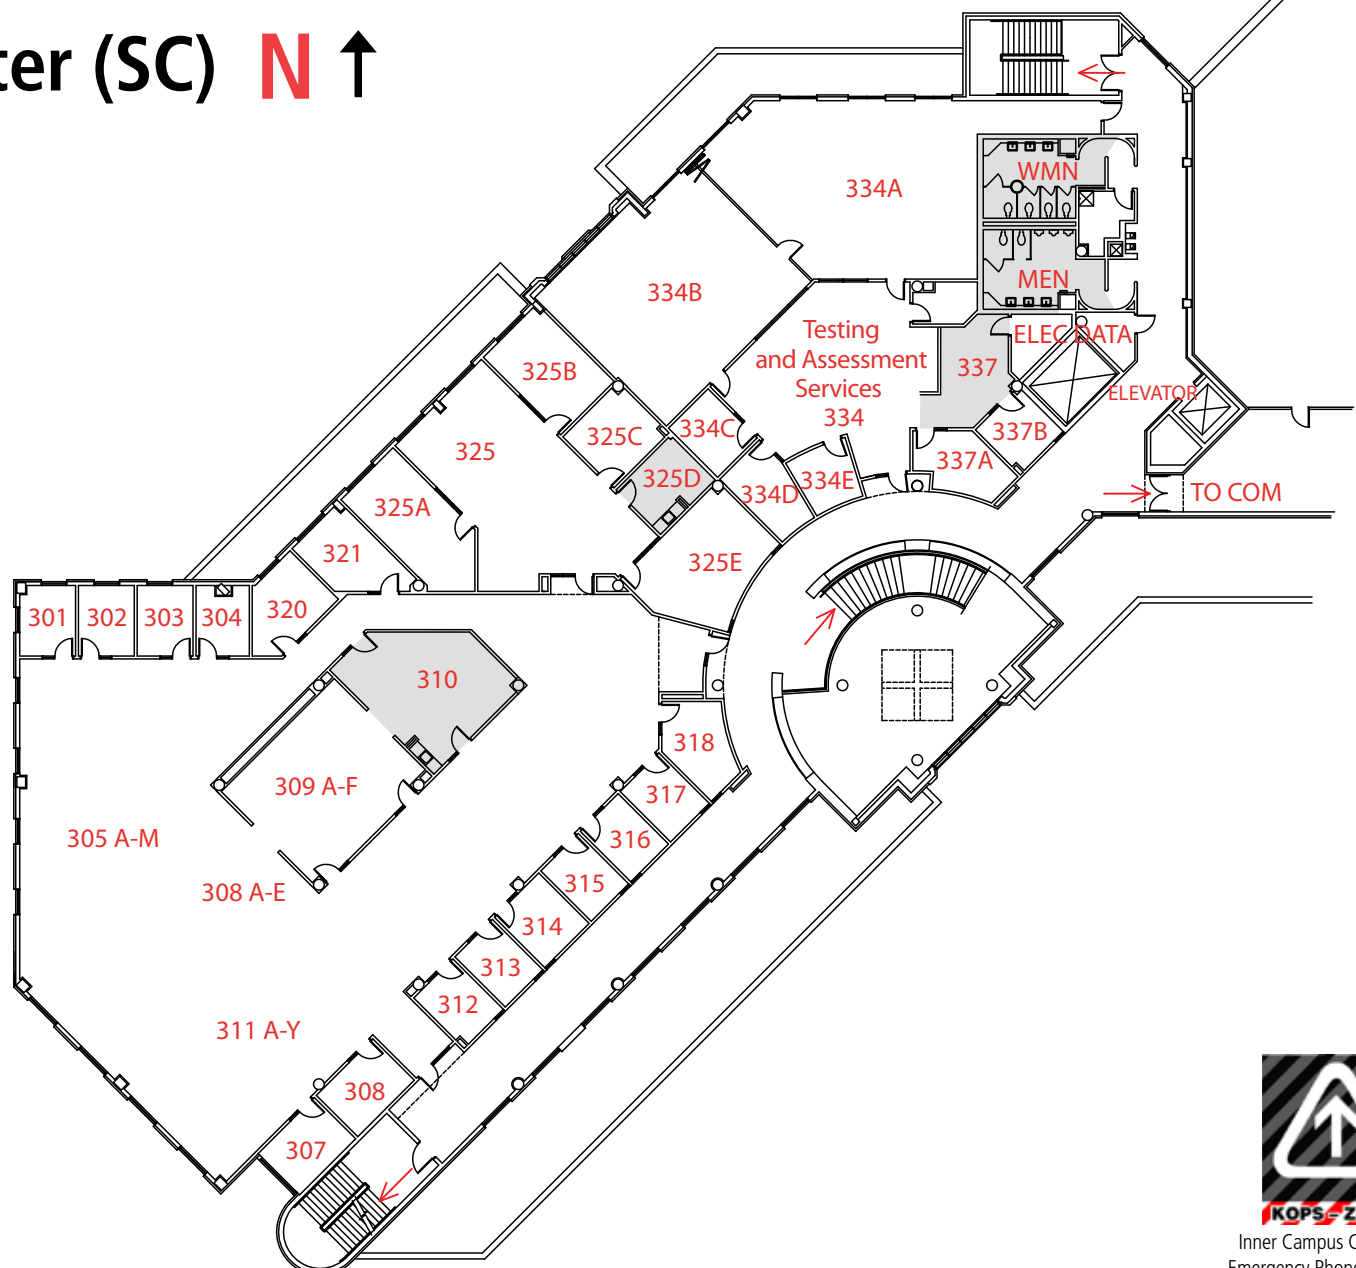 ter (SC) N
WMN
334A
MEN
334B
Testing
and Assessment
Services
334
ELEC DATA
337
325B
ELEVATOR
325C
334C
337B
325
337A
325D
334D
334E
TO COM
325A
321
325E
301
302
303
304
320
310
318
309 A-F
317
305 A-M
316
308 A-E
315
314
313
312
311 A-Y
308
307
KOPS – Z
Inner Campus
Emergency Phone